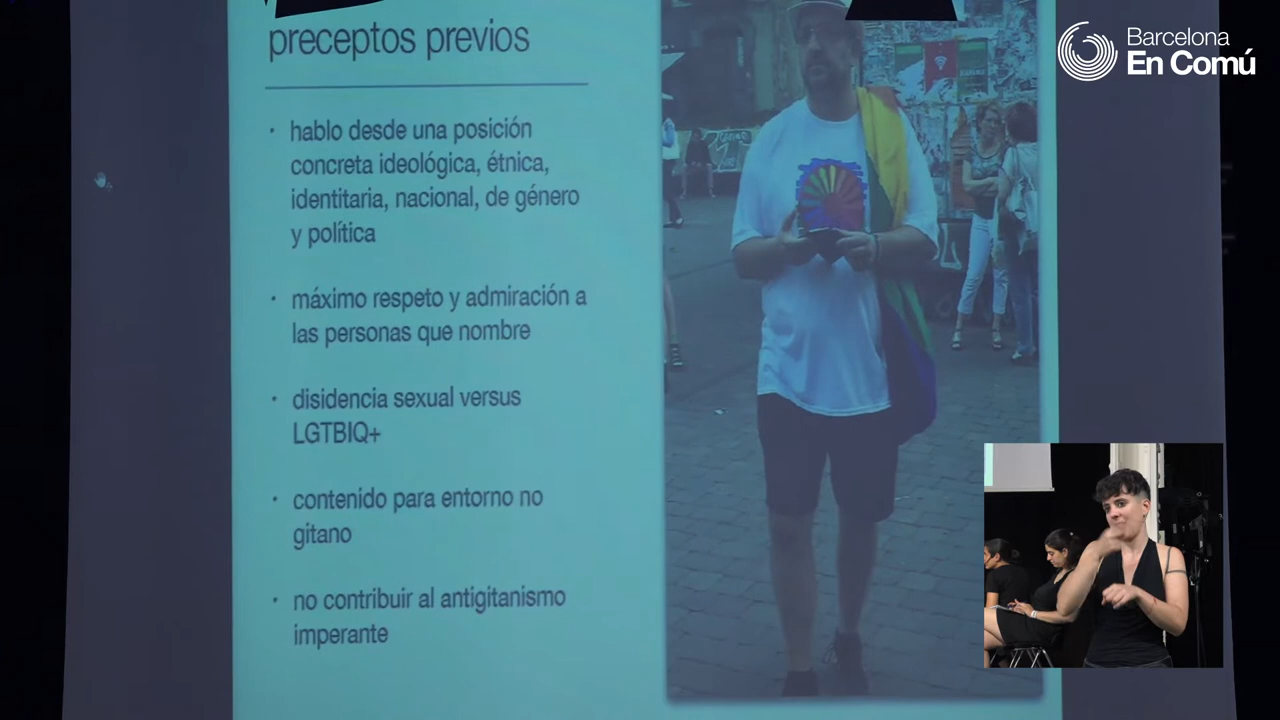 preceptos previos
· hablo desde una posición
concreta ideológica, étnica,
identitaria, nacional, de género
y política
· máximo respeto y admiración a
las personas que nombre
· disidencia sexual versus
LGTBIQ+
· contenido para entorno no
gitano
· no contribuir al antigitanismo
imperante
Barcelona
En Comú